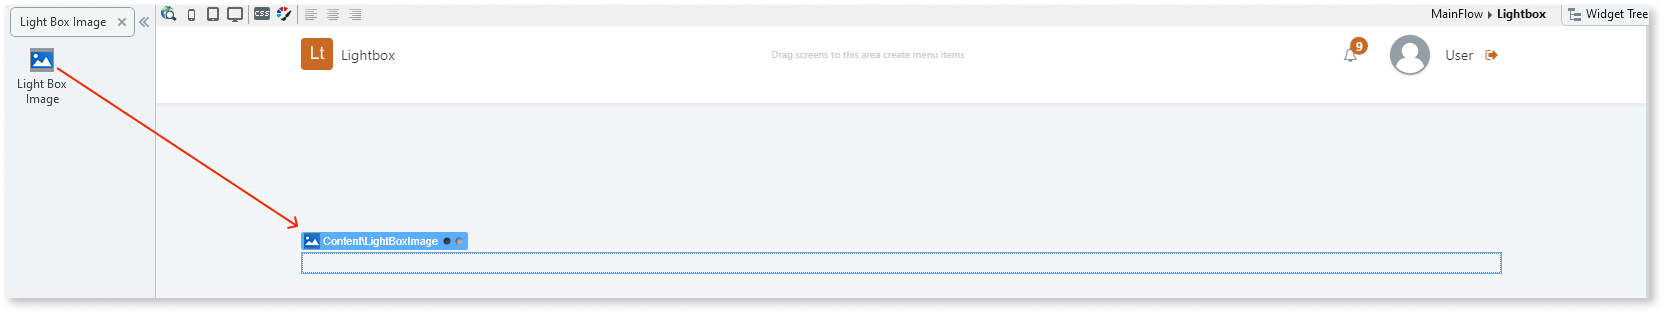 Light Box Image
CSS
MainFlow Lightbox
Widget Tree
Light Box
Image
Lt Lightbox
Drag screens to this area create menu items
9
User
Content\LightBoxImage